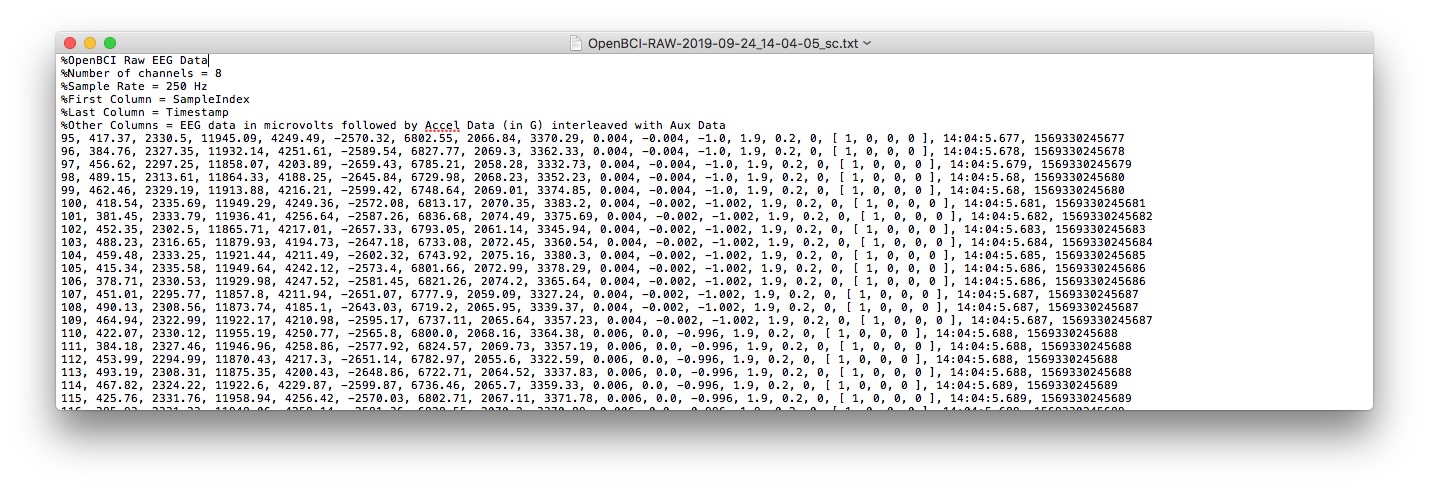 OpenBCI-RAW-2019-09-24_14-04-05_sc.txt
%OpenBCI Raw EEG Data
%Number of channels = 8
%Sample Rate = 250 Hz
%First Column = SampleIndex
%Last Column = Timestamp
%Other Columns = EEG data in microvolts followed by Accel Data (in G) interleaved with Aux Data
95, 417.37, 2330.5, 11945.09, 4249.49, -2570.32, 6802.55, 2066.84, 3370.29, 0.004, -0.004, -1.0, 1.9, 0.2, 0, [ 1, 0, 0, 0 ], 14:04:5.677, 1569330245677
96, 384.76, 2327.35, 11932.14, 4251.61, -2589.54, 6827.77, 2069.3, 3362.33, 0.004, -0.004, -1.0, 1.9, 0.2, 0, [ 1, 0, 0, 0 ], 14:04:5.678, 1569330245678
97, 456.62, 2297.25, 11858.07, 4203.89, -2659.43, 6785.21, 2058.28, 3332.73, 0.004, -0.004, -1.0, 1.9, 0.2, 0, [ 1, 0, 0, 0 ], 14:04:5.679, 1569330245679
98, 489.15, 2313.61, 11864.33, 4188.25, -2645.84, 6729.98, 2068.23, 3352.23, 0.004, -0.004, -1.0, 1.9, 0.2, 0, [ 1, 0, 0, 0 ], 14:04:5.68, 1569330245680
99, 462.46, 2329.19, 11913.88, 4216.21, -2599.42, 6748.64, 2069.01, 3374.85, 0.004, -0.004, -1.0, 1.9, 0.2, 0, [ 1, 0, 0, 0 ], 14:04:5.68, 1569330245680
100, 418.54, 2335.69, 11949.29, 4249.36, -2572.08, 6813.17, 2070.35, 3383.2, 0.004, -0.002, -1.002, 1.9, 0.2, 0, [ 1, 0, 0, 0 ], 14:04:5.681, 1569330245681
101, 381.45, 2333.79, 11936.41, 4256.64, -2587.26, 6836.68, 2074.49, 3375.69, 0.004, -0.002, -1.002, 1.9, 0.2, 0, [ 1, 0, 0, 0 ], 14:04:5.682, 1569330245682
102, 452.35, 2302.5, 11865.71, 4217.01, -2657.33, 6793.05, 2061.14, 3345.94, 0.004, -0.002, -1.002, 1.9, 0.2, 0, [ 1, 0, 0, 0 ], 14:04:5.683, 1569330245683
103, 488.23, 2316.65, 11879.93, 4194.73, -2647.18, 6733.08, 2072.45, 3360.54, 0.004, -0.002, -1.002, 1.9, 0.2, 0, [ 1, 0, 0, 0 ], 14:04:5.684, 1569330245684
104, 459.48, 2333.25, 11921.44, 4211.49, -2602.32, 6743.92, 2075.16, 3380.3, 0.004, -0.002, -1.002, 1.9, 0.2, 0, [ 1, 0, 0, 0 ], 14:04:5.685, 1569330245685
105, 415.34, 2335.58, 11949.64, 4242.12, -2573.4, 6801.66, 2072.99, 3378.29, 0.004, -0.002, -1.002, 1.9, 0.2, 0, [ 1, 0, 0, 0 ], 14:04:5.686, 1569330245686
106, 378.71, 2330.53, 11929.98, 4247.52, -2581.45, 6821.26, 2074.2, 3365.64, 0.004, -0.002, -1.002, 1.9, 0.2, 0, [ 1, 0, 0, 0 ], 14:04:5.686, 1569330245686
107, 451.01, 2295.77, 11857.8, 4211.94, -2651.07, 6777.9, 2059.09, 3327.24, 0.004, -0.002, -1.002, 1.9, 0.2, 0, [ 1, 0, 0, 0 ], 14:04:5.687, 1569330245687
108, 490.13, 2308.56, 11873.74, 4185.1, -2643.03, 6719.2, 2065.95, 3339.37, 0.004, -0.002, -1.002, 1.9, 0.2, 0, [ 1, 0, 0, 0 ], 14:04:5.687, 1569330245687
109, 464.94, 2322.99, 11922.17, 4210.98, -2595.17, 6737.11, 2065.64, 3357.23, 0.004, -0.002, -1.002, 1.9, 0.2, 0, [ 1, 0, 0, 0 ], 14:04:5.687, 1569330245687
110, 422.07, 2330.12, 11955.19, 4250.77, -2565.8, 6800.0, 2068.16, 3364.38, 0.006, 0.0, -0.996, 1.9, 0.2, 0, [ 1, 0, 0, 0 ], 14:04:5.688, 1569330245688
111, 384.18, 2327.46, 11946.96, 4258.86, -2577.92, 6824.57, 2069.73, 3357.19, 0.006, 0.0, -0.996, 1.9, 0.2, 0, [ 1, 0, 0, 0 ], 14:04:5.688, 1569330245688
112, 453.99, 2294.99, 11870.43, 4217.3, -2651.14, 6782.97, 2055.6, 3322.59, 0.006, 0.0, -0.996, 1.9, 0.2, 0, [ 1, 0, 0, 0 ], 14:04:5.688, 1569330245688
113, 493.19, 2308.31, 11875.35, 4200.43, -2648.86, 6722.71, 2064.52, 3337.83, 0.006, 0.0, -0.996, 1.9, 0.2, 0, [ 1, 0, 0, 0 ], 14:04:5.688, 1569330245688
114, 467.82, 2324.22, 11922.6, 4229.87, -2599.87, 6736.46, 2065.7, 3359.33, 0.006, 0.0, -0.996, 1.9, 0.2, 0, [ 1, 0, 0, 0 ], 14:04:5.689, 1569330245689
115, 425.76, 2331.76, 11958.94, 4256.42, -2570.03, 6802.71, 2067.11, 3371.78, 0.006, 0.0, -0.996, 1.9, 0.2, 0, [ 1, 0, 0, 0 ], 14:04:5.689, 1569330245689